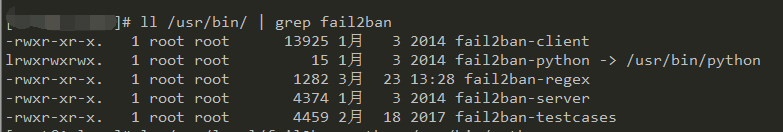 [ ]# ll /usr/bin/ | grep fail2ban
-rwxr-xr-x. 1 root root 13925 1月 3 2014 fail2ban-client
lrwxrwxrwx. 1 root root 15 1月 3 2014 fail2ban-python -> /usr/bin/python
-rwxr-xr-x. 1 root root 1282 3月 23 13:28 fail2ban-regex
-rwxr-xr-x. 1 root root 4374 1月 3 2014 fail2ban-server
-rwxr-xr-x. 1 root root 4459 2月 18 2017 fail2ban-testcases